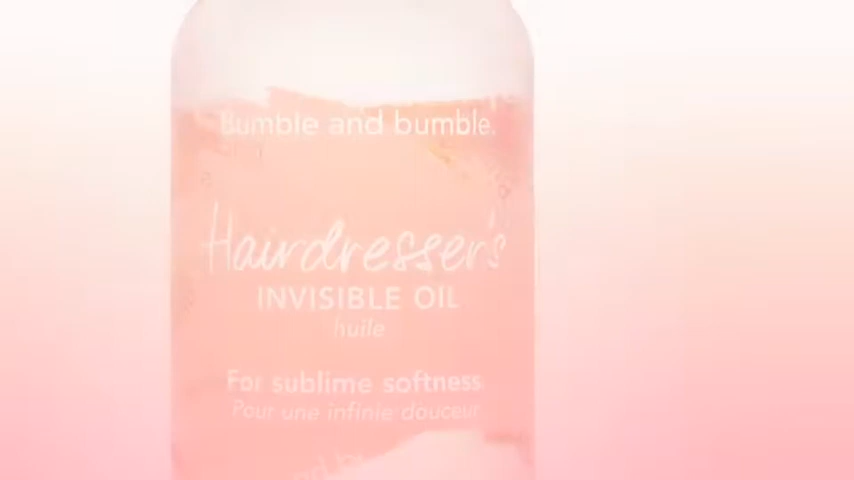 Bumble and bumble.
Hairdresser's
INVISIBLE OIL
huile
For sublime softness
Pour une infinie douceur